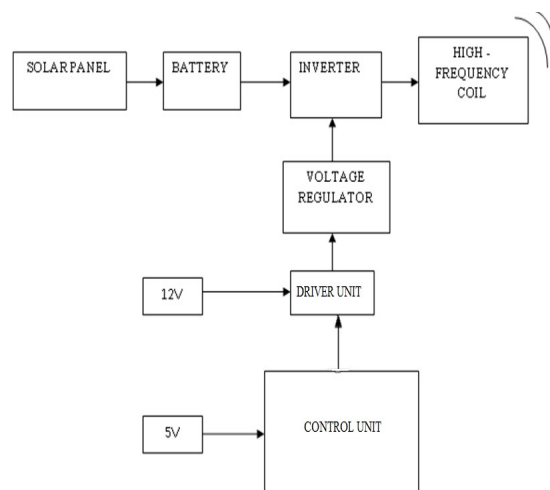 SOLAR PANEL
BATTERY
INVERTER
HIGH -
FREQUENCY
COIL
VOLTAGE
REGULATOR
12V
DRIVER UNIT
5V
CONTROL UNIT